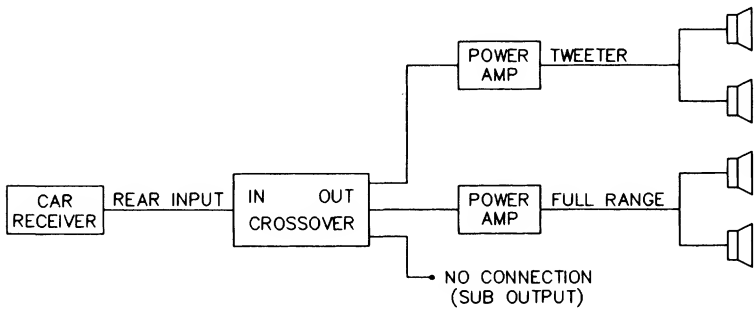 POWER
AMP
TWEETER
CAR
RECEIVER
REAR INPUT
IN OUT
CROSSOVER
POWER
AMP
FULL RANGE
NO CONNECTION
(SUB OUTPUT)